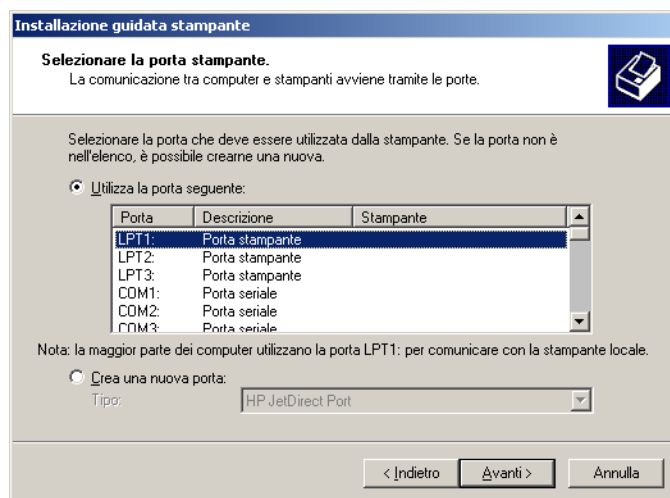 Installazione guidata stampante
Selezionare la porta stampante.
La comunicazione tra computer e stampanti avviene tramite le porte.
Selezionare la porta che deve essere utilizzata dalla stampante. Se la porta non è
nell'elenco, è possibile crearne una nuova.
Utilizza la porta seguente:
Porta Descrizione Stampante
LPT1: Porta stampante
LPT2: Porta stampante
LPT3: Porta stampante
COM1: Porta seriale
COM2: Porta seriale
COM3: Porta seriale
Nota: la maggior parte dei computer utilizzano la porta LPT1: per comunicare con la stampante locale.
Crea una nuova porta:
Tipo: HP JetDirect Port
< Indietro Avanti > Annulla